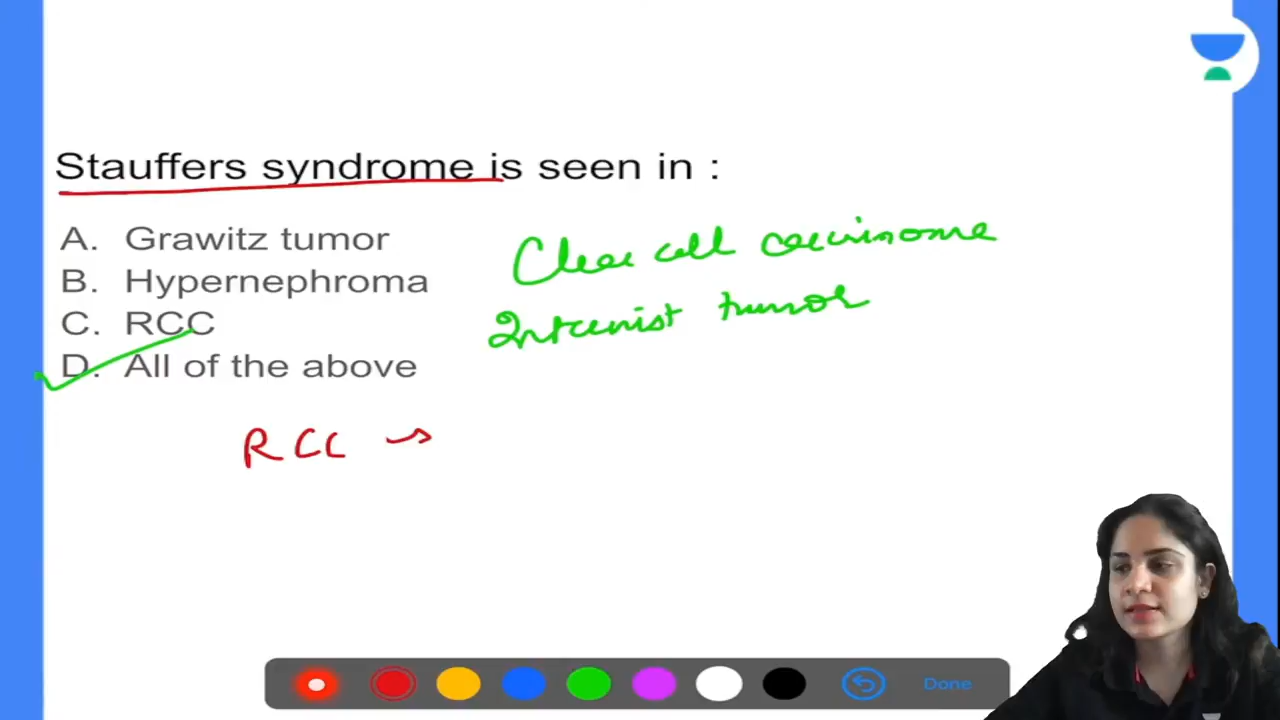 Stauffers syndrome is seen in :
A. Grawitz tumor
B. Hypernephroma
C. RCC
D. All of the above
Clear cell carcinoma
Internist tumor
RCC →
Done